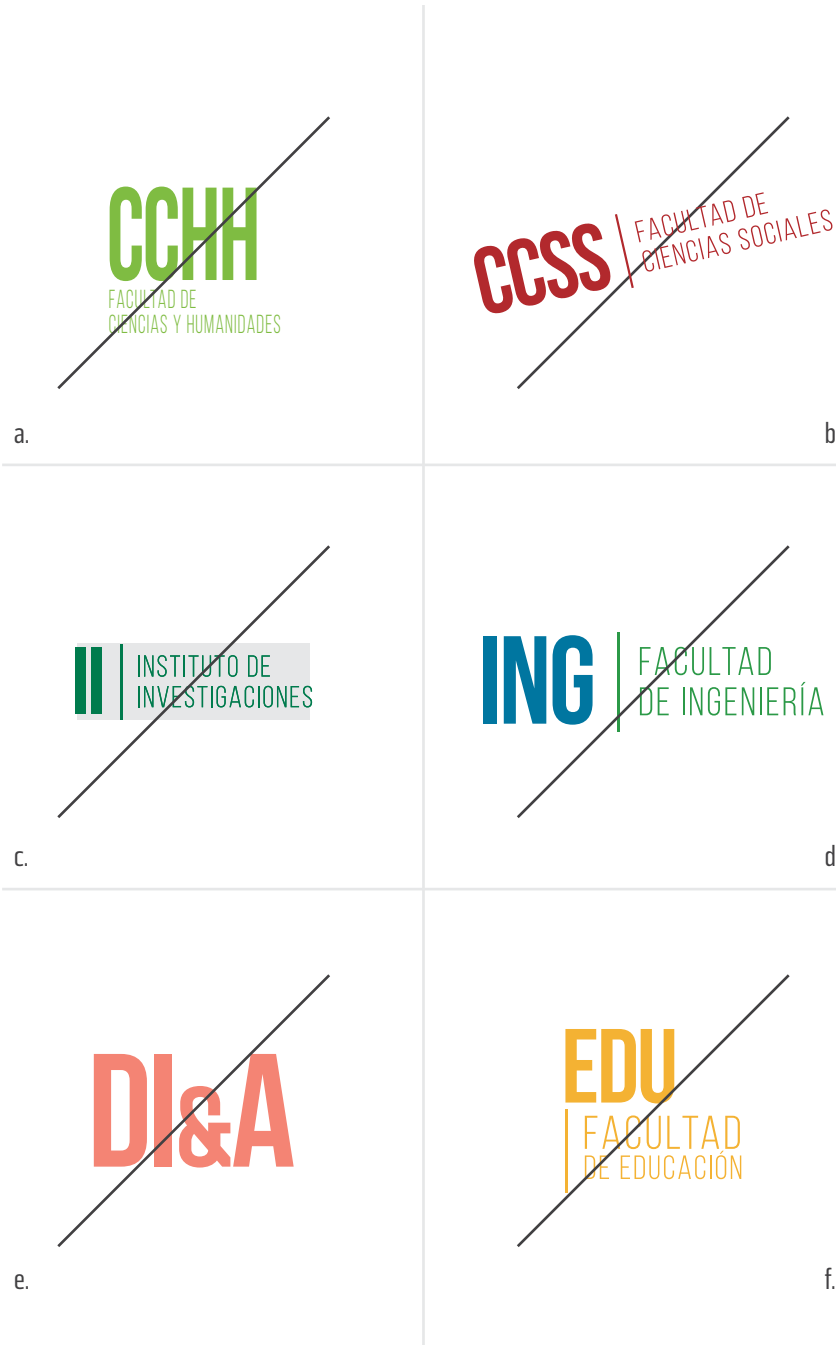 CCHH
FACULTAD DE
CIENCIAS Y HUMANIDADES
a.
CCSS
FACULTAD DE
CIENCIAS SOCIALES
b
II
INSTITUTO DE
INVESTIGACIONES
c.
ING
FACULTAD
DE INGENIERÍA
d
DI&A
e.
EDU
FACULTAD
DE EDUCACIÓN
f.